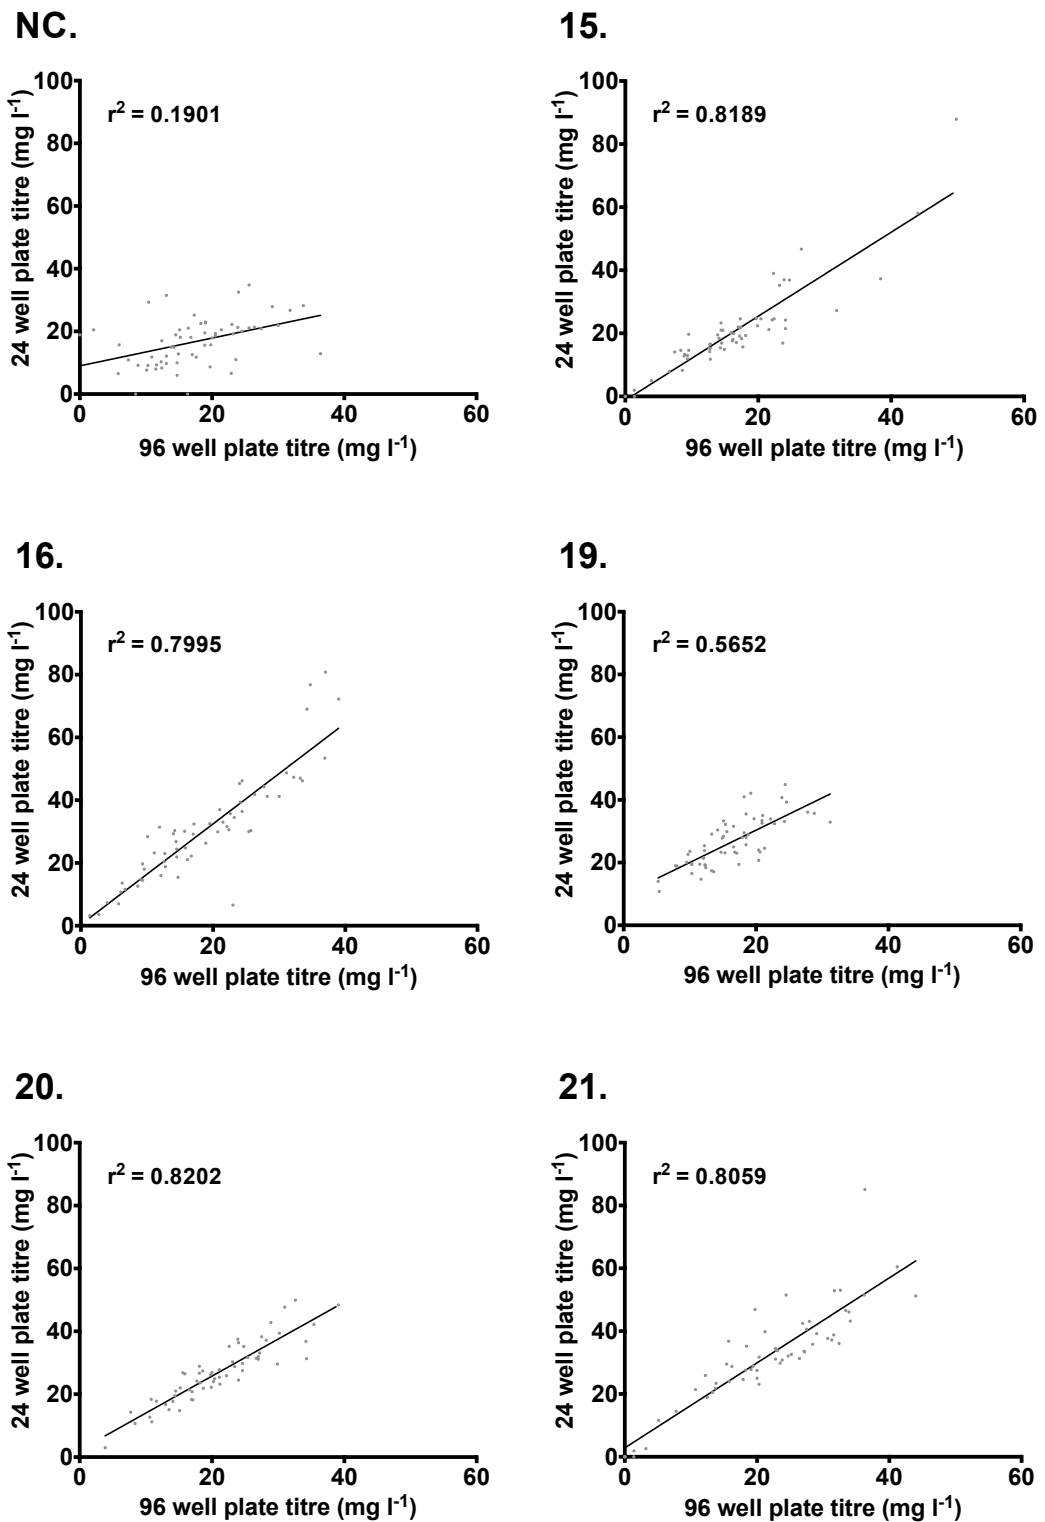 NC.
r² = 0.1901
24 well plate titre (mg l⁻¹)
100
80
60
40
20
0
0 20 40 60
96 well plate titre (mg l⁻¹)
15.
r² = 0.8189
24 well plate titre (mg l⁻¹)
100
80
60
40
20
0
0 20 40 60
96 well plate titre (mg l⁻¹)
16.
r² = 0.7995
24 well plate titre (mg l⁻¹)
100
80
60
40
20
0
0 20 40 60
96 well plate titre (mg l⁻¹)
19.
r² = 0.5652
24 well plate titre (mg l⁻¹)
100
80
60
40
20
0
0 20 40 60
96 well plate titre (mg l⁻¹)
20.
r² = 0.8202
24 well plate titre (mg l⁻¹)
100
80
60
40
20
0
0 20 40 60
96 well plate titre (mg l⁻¹)
21.
r² = 0.8059
24 well plate titre (mg l⁻¹)
100
80
60
40
20
0
0 20 40 60
96 well plate titre (mg l⁻¹)